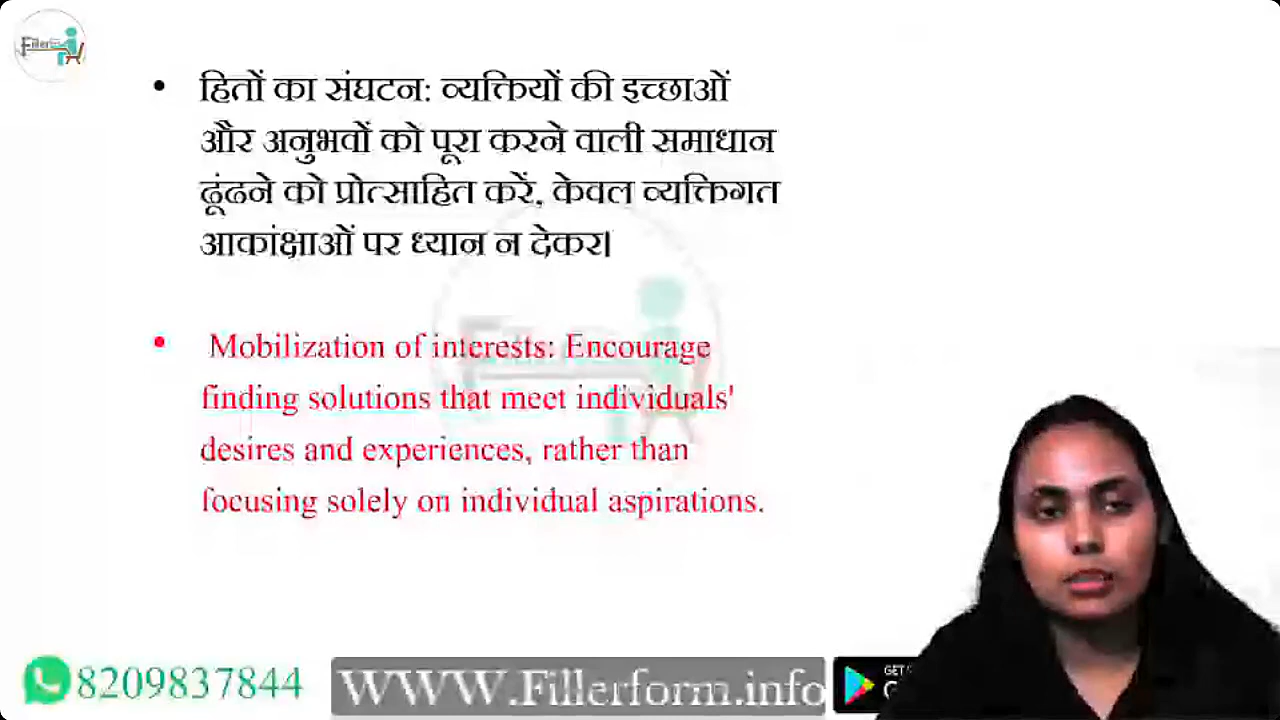 Fillerform
• हितों का संघटन: व्यक्तियों की इच्छाओं
और अनुभवों को पूरा करने वाली समाधान
ढूंढने को प्रोत्साहित करें, केवल व्यक्तिगत
आकांक्षाओं पर ध्यान न देकर।
• Mobilization of interests: Encourage
finding solutions that meet individuals'
desires and experiences, rather than
focusing solely on individual aspirations.
8209837844
WWW.Fillerform.info